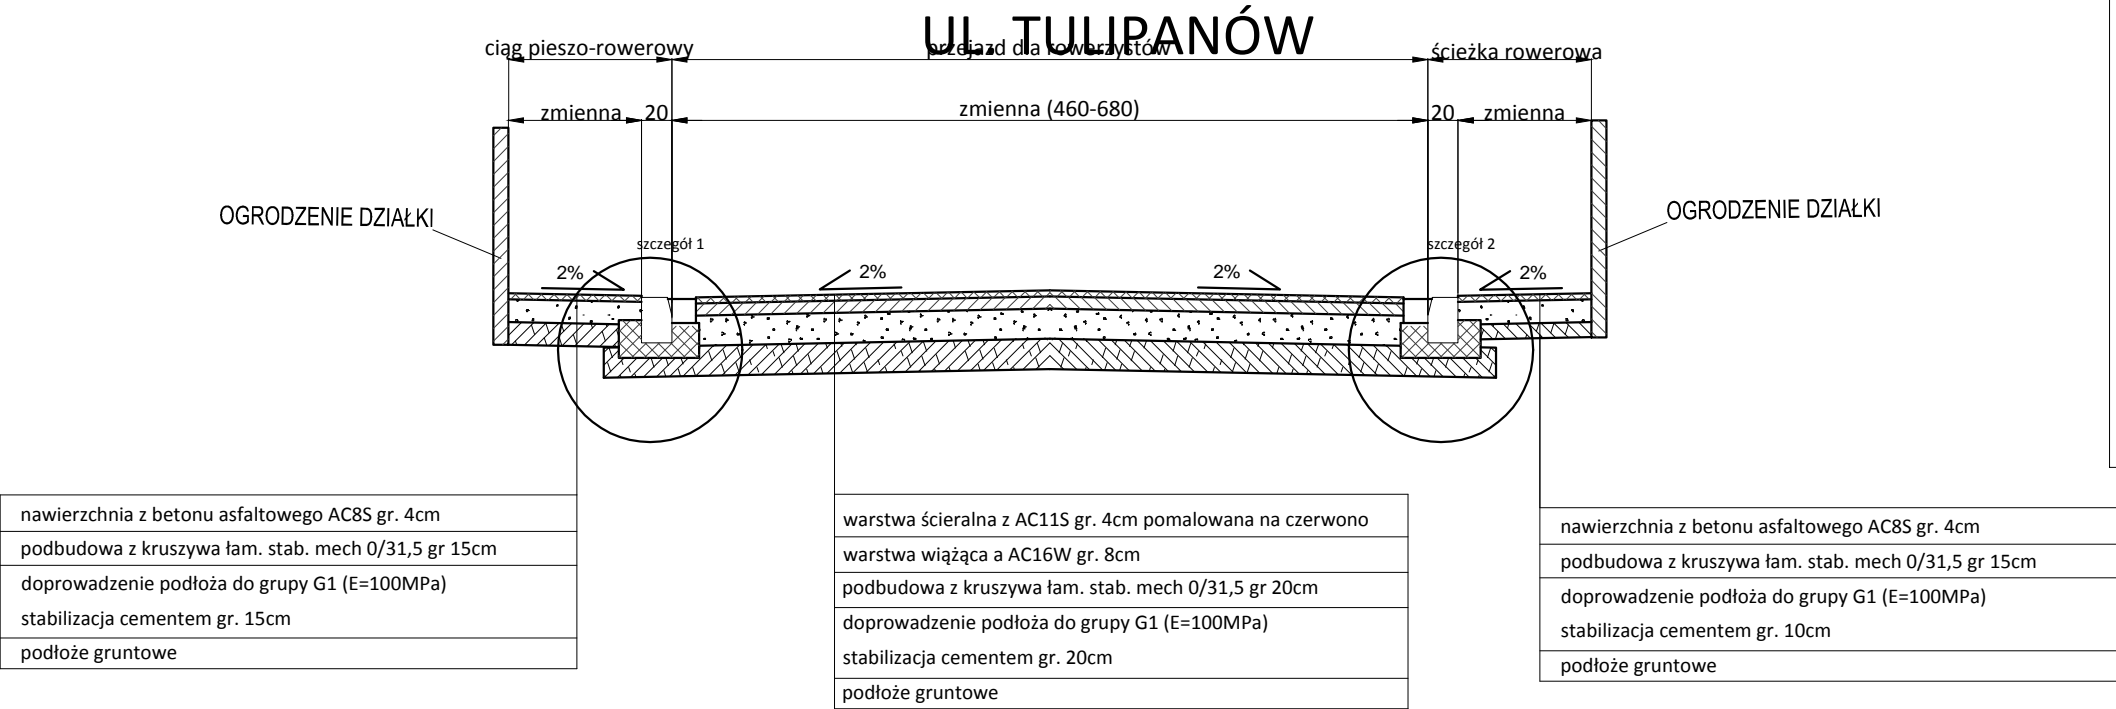 UL. TULIPANÓW
ciąg pieszo-rowerowy
przejazd dla rowerzystów
ścieżka rowerowa
zmienna
20
zmienna (460-680)
20
zmienna
OGRODZENIE DZIAŁKI
OGRODZENIE DZIAŁKI
szczegół 1
szczegół 2
2%
2%
2%
2%
nawierzchnia z betonu asfaltowego AC8S gr. 4cm
podbudowa z kruszywa łam. stab. mech 0/31,5 gr 15cm
doprowadzenie podłoża do grupy G1 (E=100MPa)
stabilizacja cementem gr. 15cm
podłoże gruntowe
warstwa ścieralna z AC11S gr. 4cm pomalowana na czerwono
warstwa wiążąca a AC16W gr. 8cm
podbudowa z kruszywa łam. stab. mech 0/31,5 gr 20cm
doprowadzenie podłoża do grupy G1 (E=100MPa)
stabilizacja cementem gr. 20cm
podłoże gruntowe
nawierzchnia z betonu asfaltowego AC8S gr. 4cm
podbudowa z kruszywa łam. stab. mech 0/31,5 gr 15cm
doprowadzenie podłoża do grupy G1 (E=100MPa)
stabilizacja cementem gr. 10cm
podłoże gruntowe